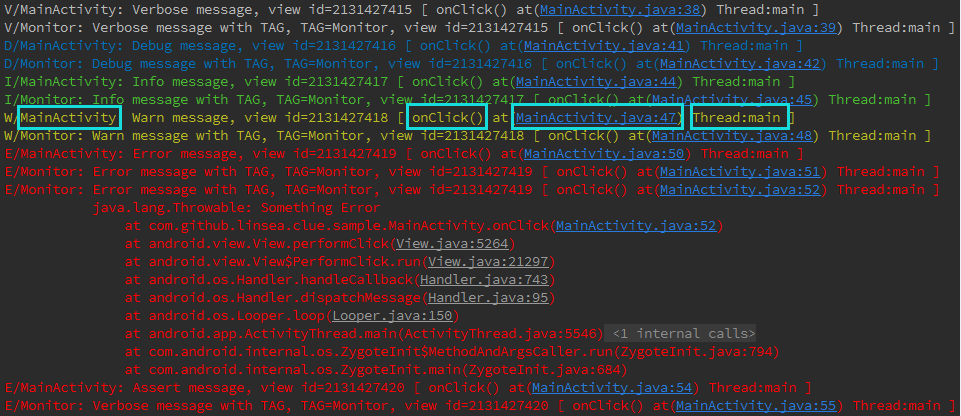 V/MainActivity: Verbose message, view id=2131427415 [ onClick() at(MainActivity.java:38) Thread:main ]
V/Monitor: Verbose message with TAG, TAG=Monitor, view id=2131427415 [ onClick() at(MainActivity.java:39) Thread:main ]
D/MainActivity: Debug message, view id=2131427416 [ onClick() at(MainActivity.java:41) Thread:main ]
D/Monitor: Debug message with TAG, TAG=Monitor, view id=2131427416 [ onClick() at(MainActivity.java:42) Thread:main ]
I/MainActivity: Info message, view id=2131427417 [ onClick() at(MainActivity.java:44) Thread:main ]
I/Monitor: Info message with TAG, TAG=Monitor, view id=2131427417 [ onClick() at(MainActivity.java:45) Thread:main ]
W/MainActivity: Warn message, view id=2131427418 [ onClick() at(MainActivity.java:47) Thread:main ]
W/Monitor: Warn message with TAG, TAG=Monitor, view id=2131427418 [ onClick() at(MainActivity.java:48) Thread:main ]
E/MainActivity: Error message, view id=2131427419 [ onClick() at(MainActivity.java:50) Thread:main ]
E/Monitor: Error message with TAG, TAG=Monitor, view id=2131427419 [ onClick() at(MainActivity.java:51) Thread:main ]
E/Monitor: Error message with TAG, TAG=Monitor, view id=2131427419 [ onClick() at(MainActivity.java:52) Thread:main ]
java.lang.Throwable: Something Error
at com.github.linsea.clue.sample.MainActivity.onClick(MainActivity.java:52)
at android.view.View.performClick(View.java:5264)
at android.view.View$PerformClick.run(View.java:21297)
at android.os.Handler.handleCallback(Handler.java:743)
at android.os.Handler.dispatchMessage(Handler.java:95)
at android.os.Looper.loop(Looper.java:150)
at android.app.ActivityThread.main(ActivityThread.java:5546) <1 internal calls>
at com.android.internal.os.ZygoteInit$MethodAndArgsCaller.run(ZygoteInit.java:794)
at com.android.internal.os.ZygoteInit.main(ZygoteInit.java:684)
E/MainActivity: Assert message, view id=2131427420 [ onClick() at(MainActivity.java:54) Thread:main ]
E/Monitor: Verbose message with TAG, TAG=Monitor, view id=2131427420 [ onClick() at(MainActivity.java:55) Thread:main ]